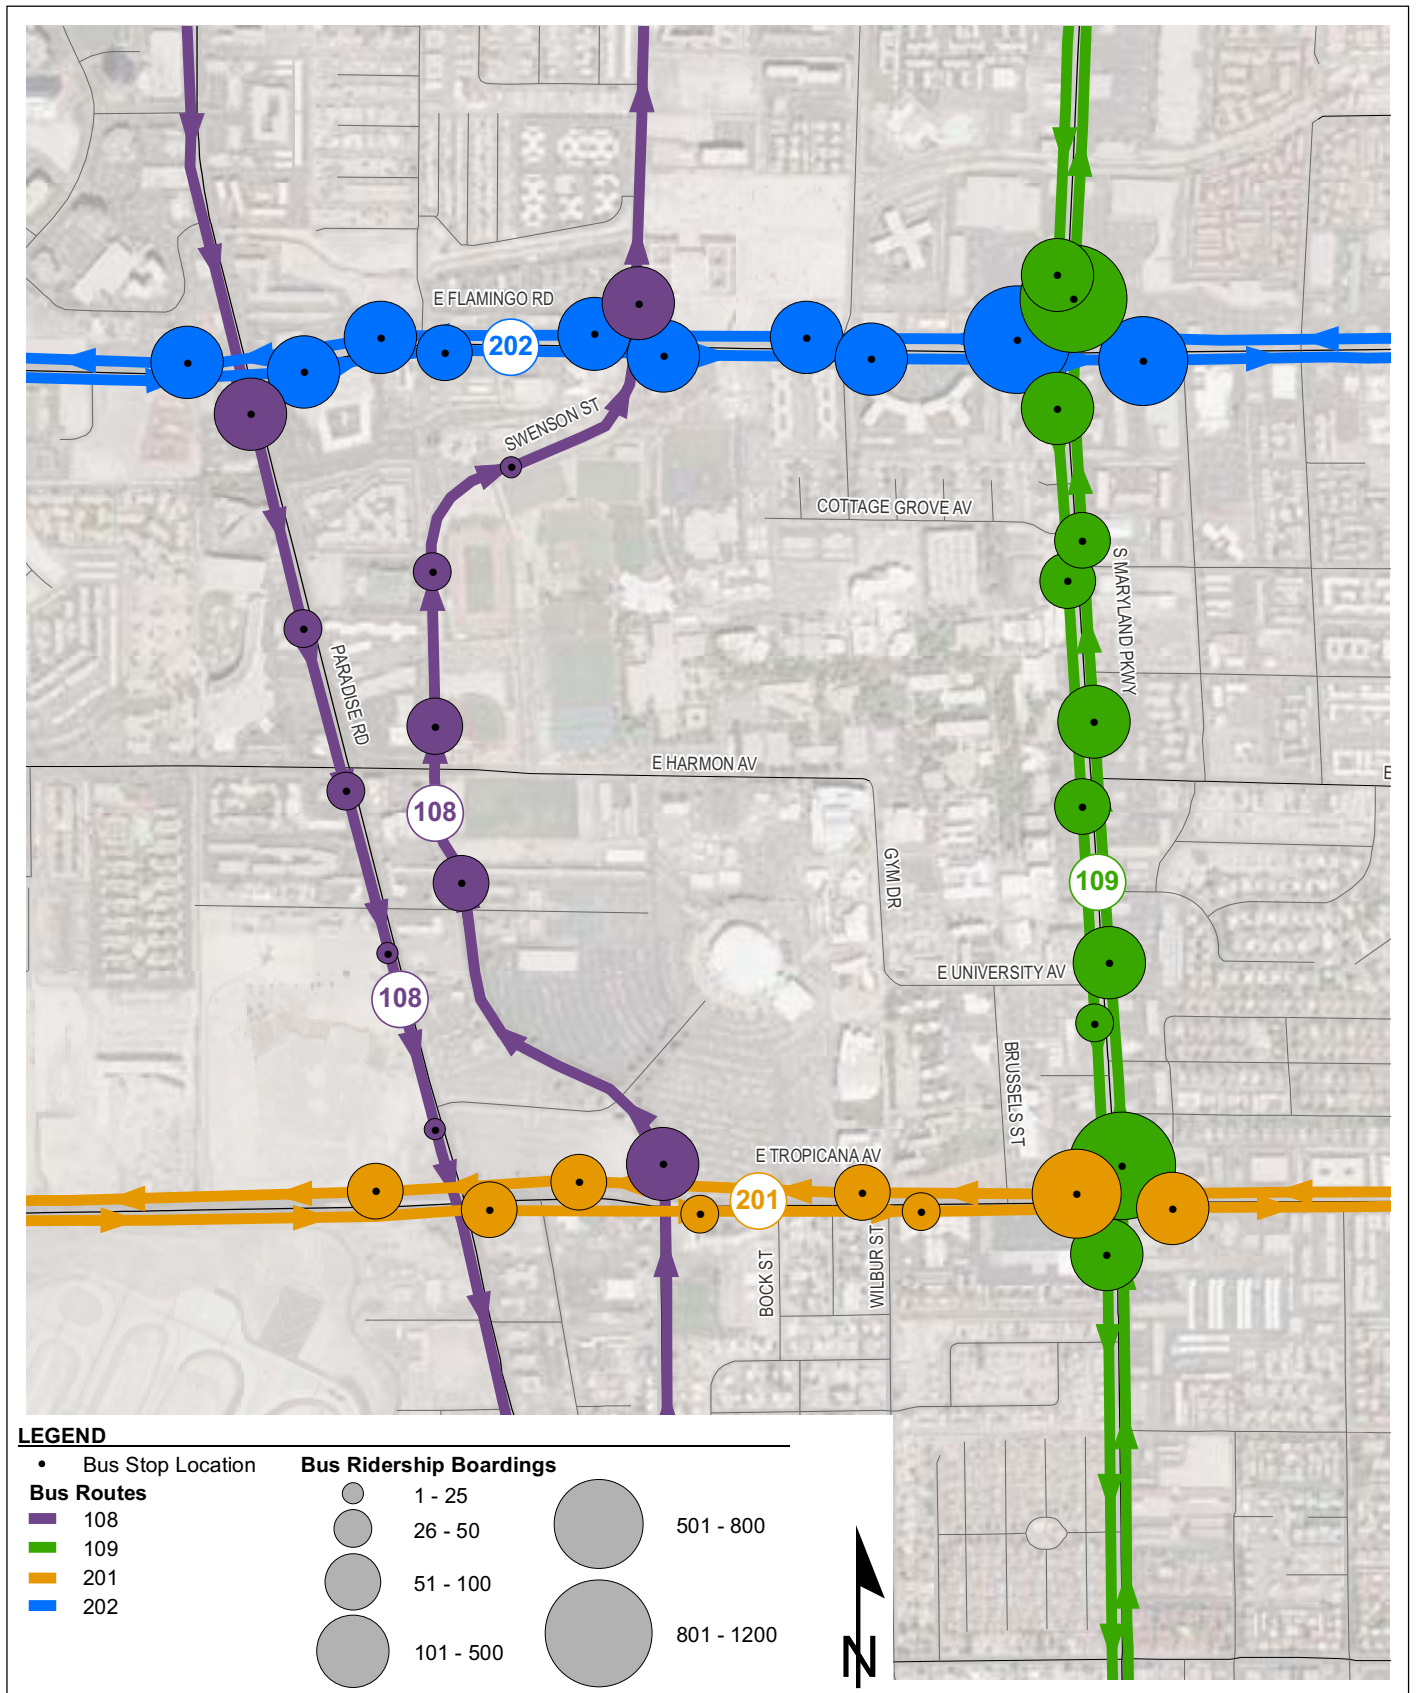 E FLAMINGO RD
202
SWENSON ST
COTTAGE GROVE AV
S MARYLAND PKWY
PARADISE RD
E HARMON AV
E
108
GYM DR
109
E UNIVERSITY AV
108
BRUSSELS ST
E TROPICANA AV
201
BOCK ST
WILBUR ST
LEGEND
Bus Stop Location
Bus Routes
108
109
201
202
Bus Ridership Boardings
1 - 25
26 - 50
51 - 100
101 - 500
501 - 800
801 - 1200
N